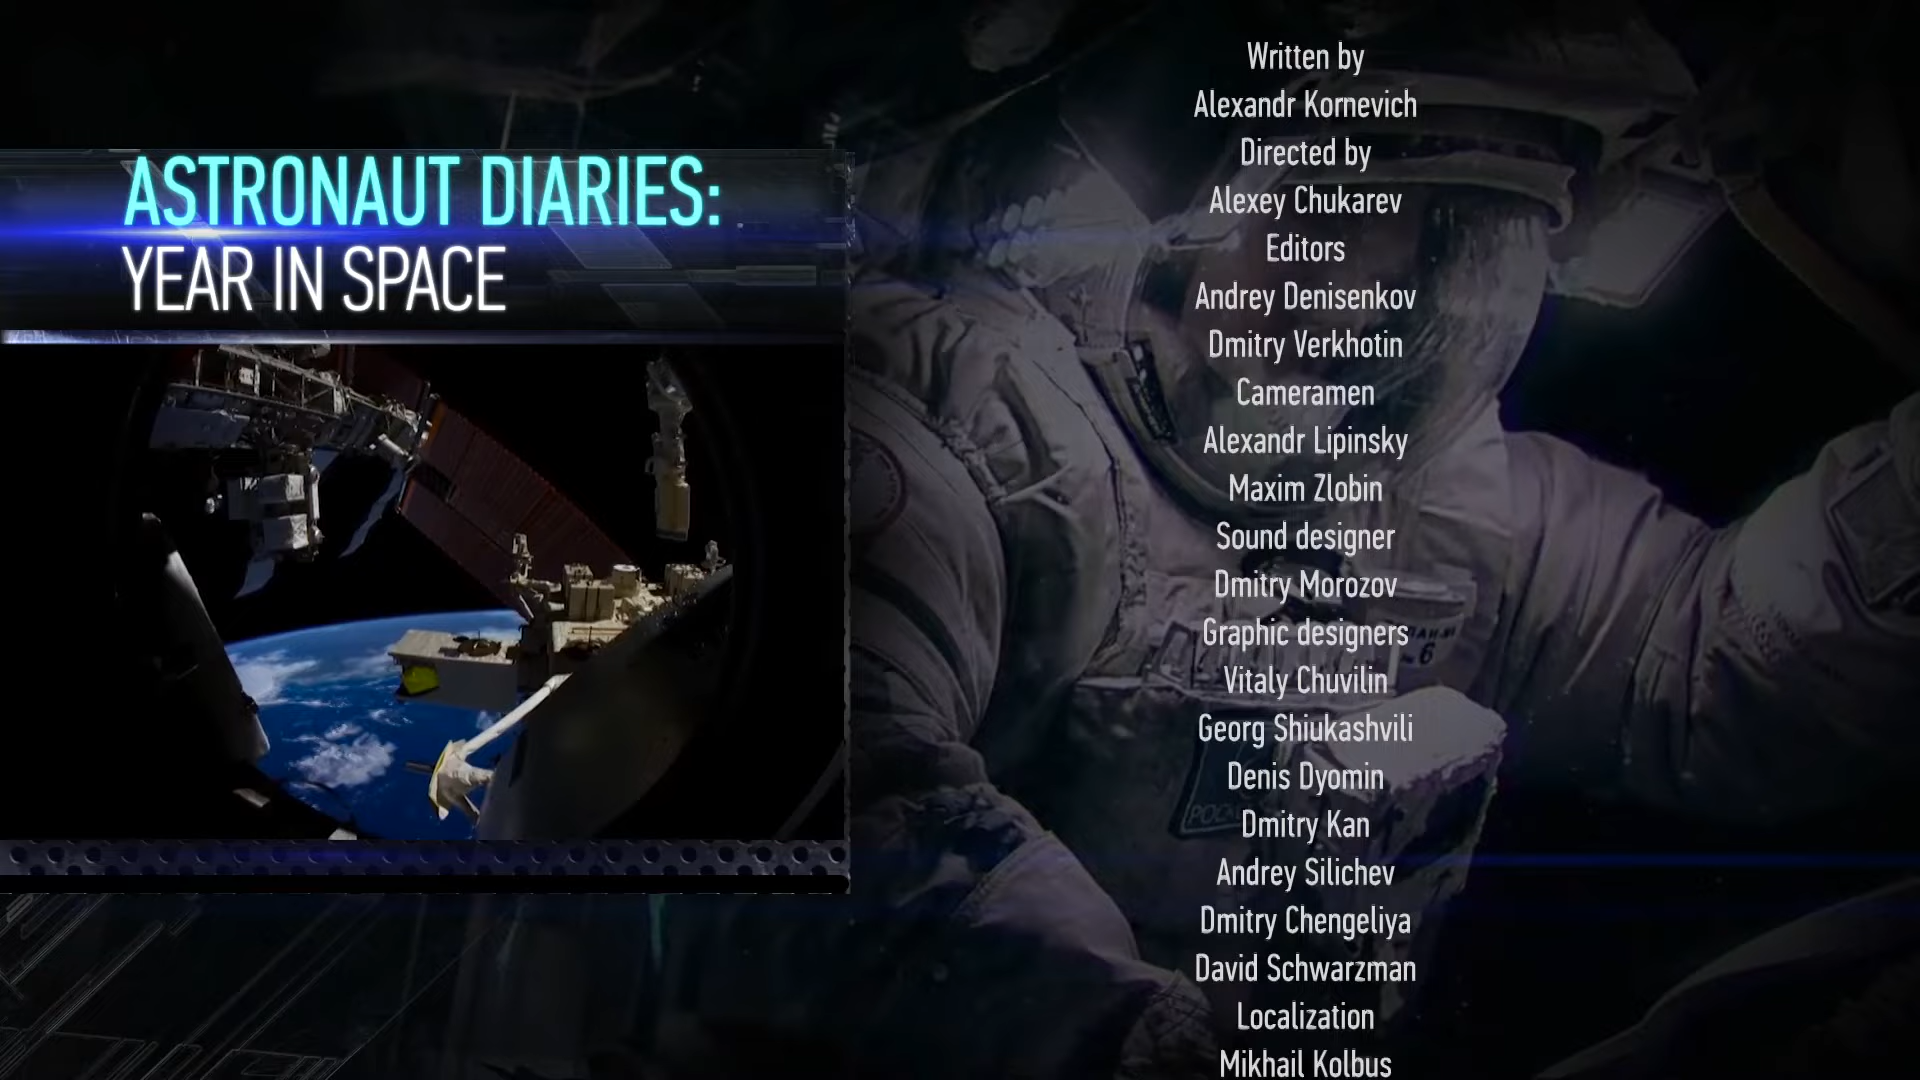 ASTRONAUT DIARIES:
YEAR IN SPACE
Written by
Alexandr Kornevich
Directed by
Alexey Chukarev
Editors
Andrey Denisenkov
Dmitry Verkhotin
Cameramen
Alexandr Lipinsky
Maxim Zlobin
Sound designer
Dmitry Morozov
Graphic designers
Vitaly Chuvilin
Georg Shiukashvili
Denis Dyomin
Dmitry Kan
Andrey Silichev
Dmitry Chengeliya
David Schwarzman
Localization
Mikhail Kolbus